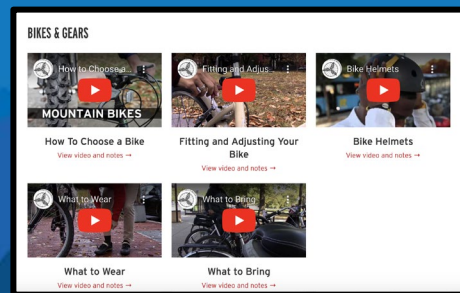 BIKES & GEARS
How to Choose a...
Fitting and Adjus...
Bike Helmets
MOUNTAIN BIKES
How To Choose a Bike
Fitting and Adjusting Your
Bike
Bike Helmets
View video and notes →
View video and notes →
View video and notes →
What to Wear
What to Bring
What to Wear
What to Bring
View video and notes →
View video and notes →